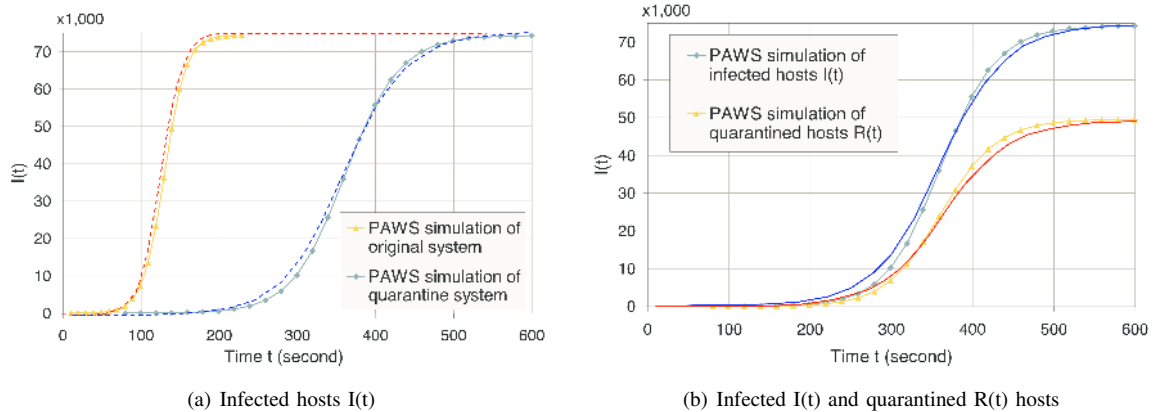 x1,000
70
60
50
40
30
20
10
0
I(t)
0
100
200
300
400
500
600
Time t (second)
PAWS simulation of
original system
PAWS simulation of
quarantine system
(a) Infected hosts I(t)
x1,000
70
60
50
40
30
20
10
0
I(t)
0
100
200
300
400
500
600
Time t (second)
PAWS simulation of
infected hosts I(t)
PAWS simulation of
quarantined hosts R(t)
(b) Infected I(t) and quarantined R(t) hosts